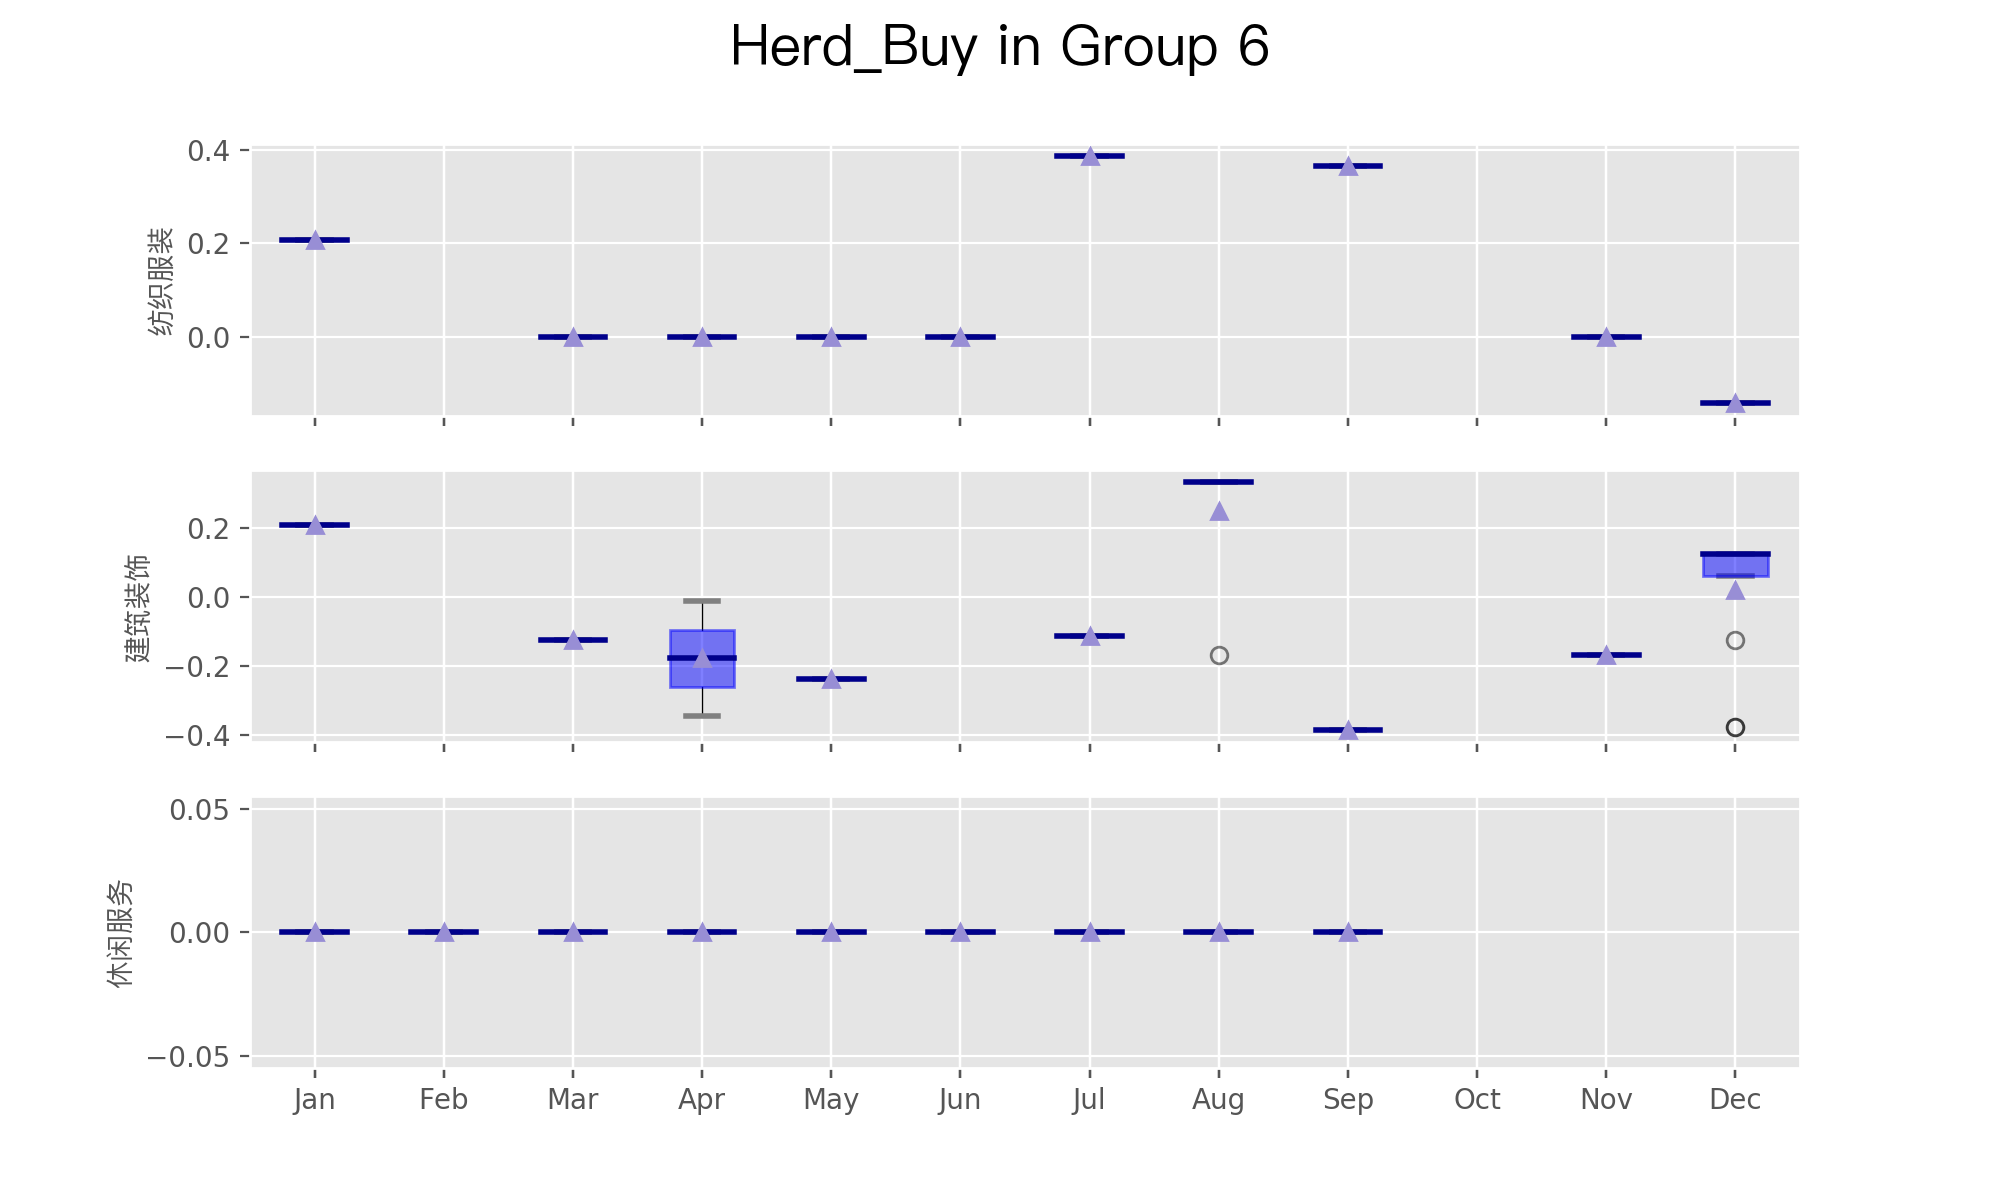 Herd_Buy in Group 6
0.4
0.2
0.0
纺织服装
0.2
0.0
−0.2
−0.4
建筑装饰
0.05
0.00
−0.05
休闲服务
Jan Feb Mar Apr May Jun Jul Aug Sep Oct Nov Dec